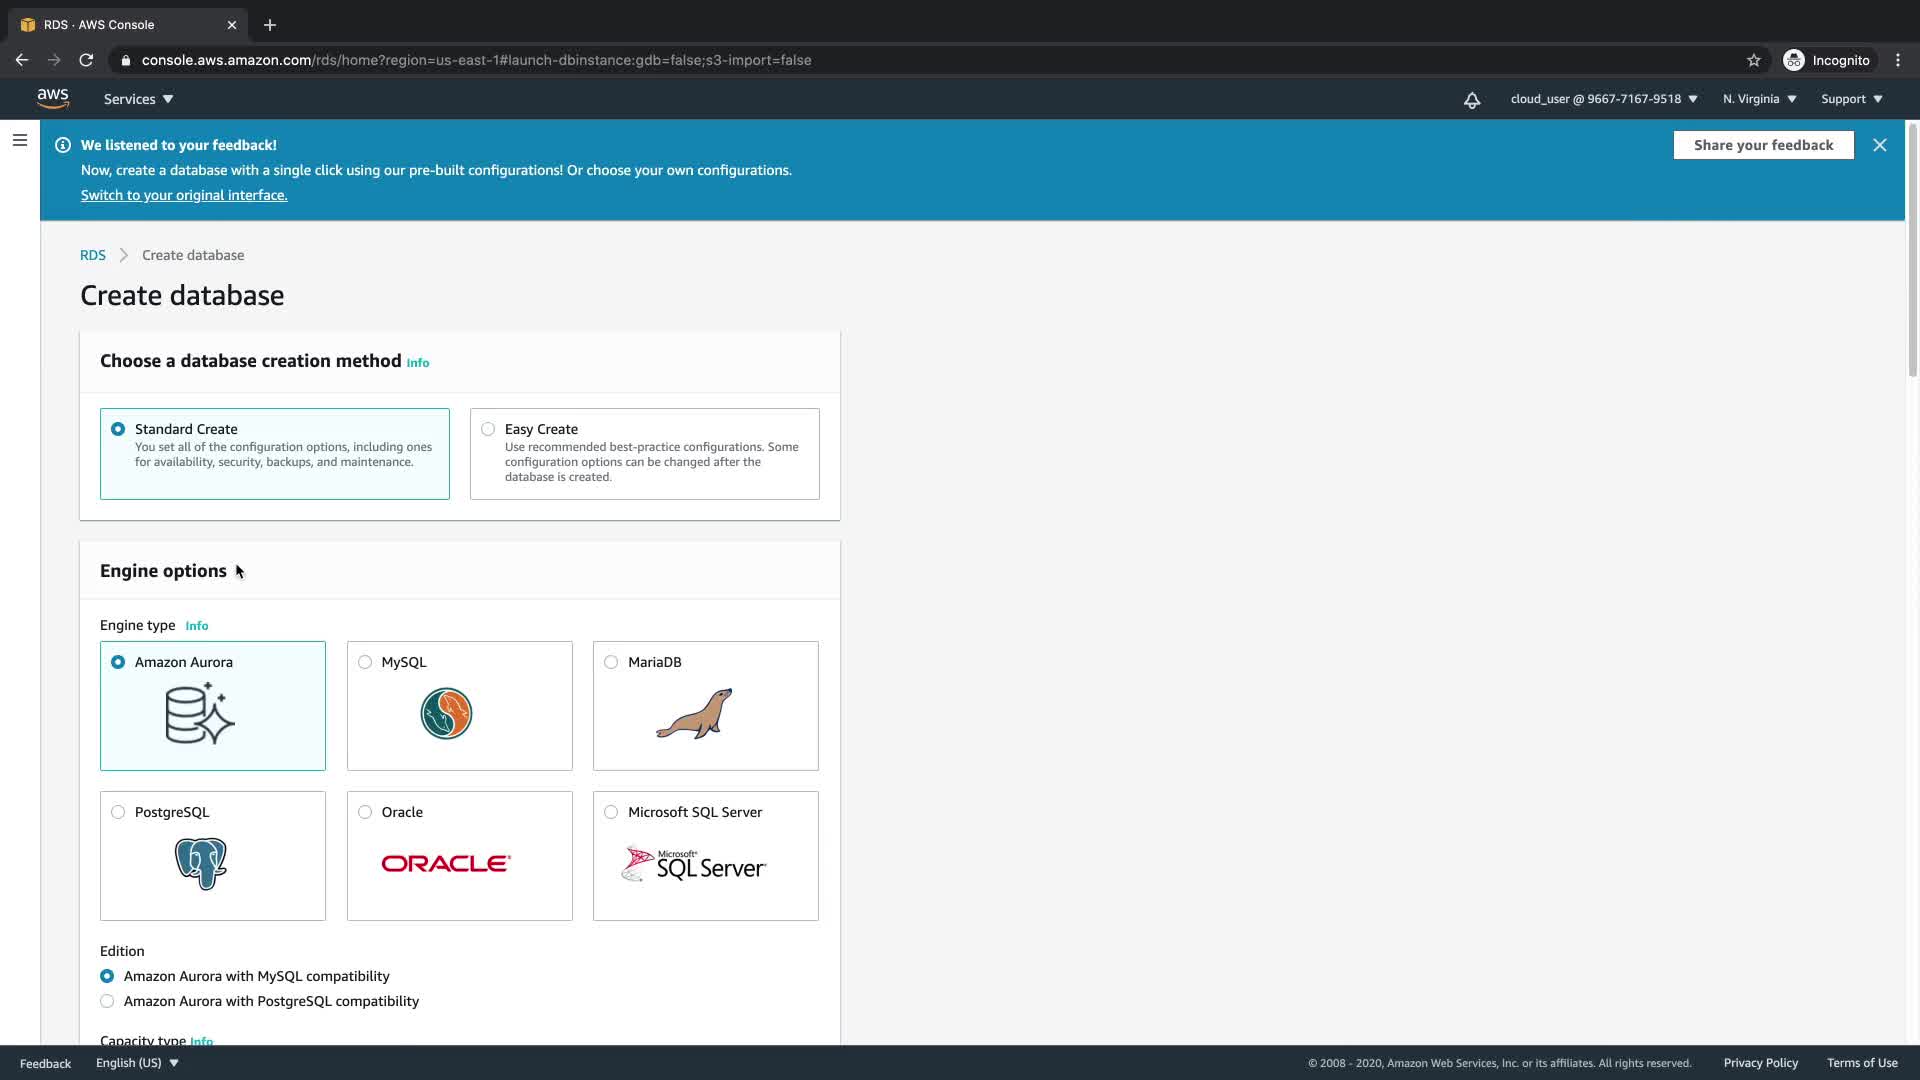 RDS · AWS Console
console.aws.amazon.com/rds/home?region=us-east-1#launch-dbinstance:gdb=false;s3-import=false
Incognito
aws
Services
cloud_user @ 9667-7167-9518
N. Virginia
Support
We listened to your feedback!
Now, create a database with a single click using our pre-built configurations! Or choose your own configurations.
Switch to your original interface.
Share your feedback
RDS
Create database
Create database
Choose a database creation method Info
Standard Create
You set all of the configuration options, including ones
for availability, security, backups, and maintenance.
Easy Create
Use recommended best-practice configurations. Some
configuration options can be changed after the
database is created.
Engine options
Engine type Info
Amazon Aurora
MySQL
MariaDB
PostgreSQL
Oracle
ORACLE
Microsoft SQL Server
Microsoft
SQL Server
Edition
Amazon Aurora with MySQL compatibility
Amazon Aurora with PostgreSQL compatibility
Capacity type Info
Feedback
English (US)
© 2008 - 2020, Amazon Web Services, Inc. or its affiliates. All rights reserved.
Privacy Policy
Terms of Use